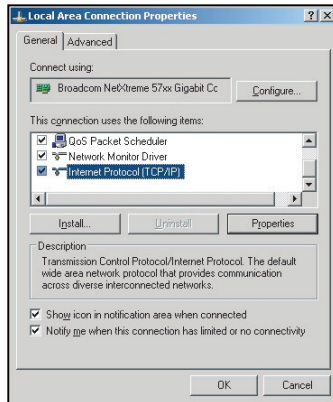 Local Area Connection Properties
General Advanced
Connect using:
Broadcom NetXtreme 57xx Gigabit Cc
Configure...
This connection uses the following items:
QoS Packet Scheduler
Network Monitor Driver
Internet Protocol (TCP/IP)
Install... Uninstall Properties
Description
Transmission Control Protocol/Internet Protocol. The default
wide area network protocol that provides communication
across diverse interconnected networks.
Show icon in notification area when connected
Notify me when this connection has limited or no connectivity
OK Cancel